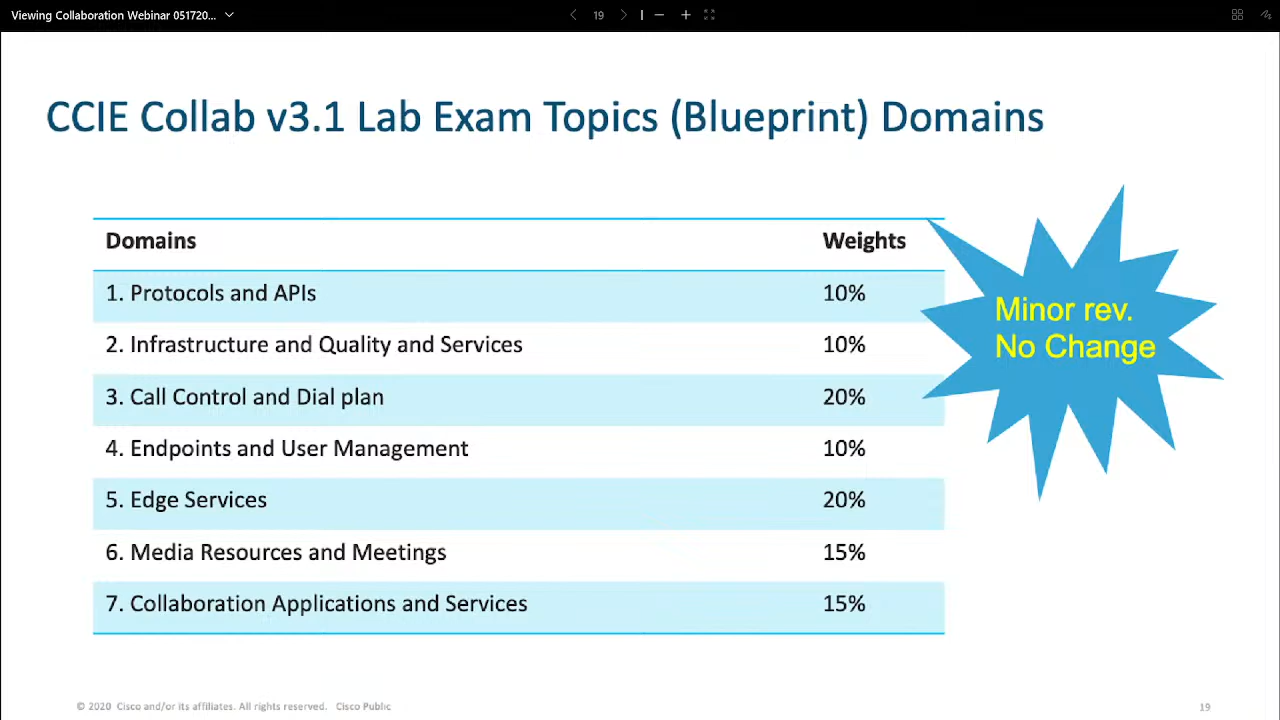 Viewing Collaboration Webinar 051720...
19
CCIE Collab v3.1 Lab Exam Topics (Blueprint) Domains
Domains Weights
1. Protocols and APIs 10%
2. Infrastructure and Quality and Services 10%
3. Call Control and Dial plan 20%
4. Endpoints and User Management 10%
5. Edge Services 20%
6. Media Resources and Meetings 15%
7. Collaboration Applications and Services 15%
Minor rev.
No Change
© 2020 Cisco and/or its affiliates. All rights reserved. Cisco Public
19